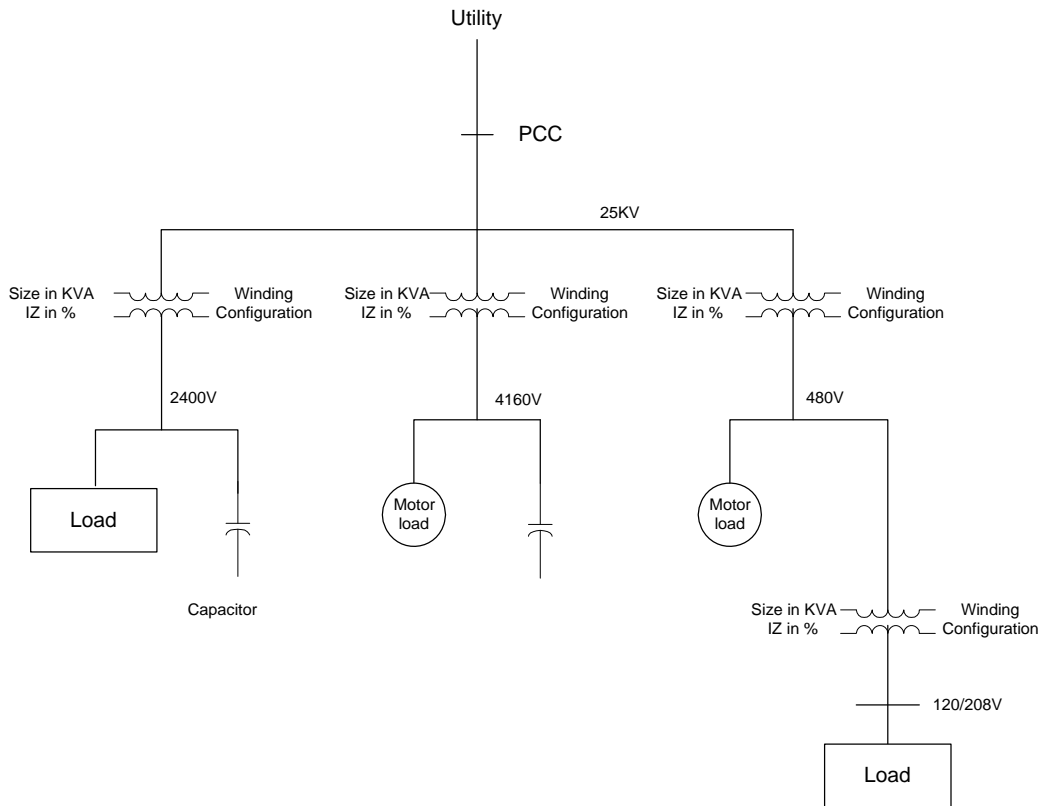 Utility
PCC
25KV
Size in KVA
IZ in %
Winding
Configuration
Size in KVA
IZ in %
Winding
Configuration
Size in KVA
IZ in %
Winding
Configuration
2400V
4160V
480V
Load
Motor
load
Motor
load
Capacitor
Size in KVA
IZ in %
Winding
Configuration
120/208V
Load